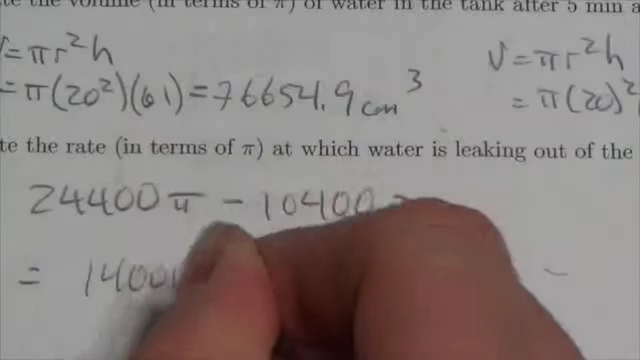 the volume (in terms of π) of water in the tank after 5 min a
V=πr²h V=πr²h
=π(20²)(61)=76654.9cm³ =π(20)²
te the rate (in terms of π) at which water is leaking out of the
24400π - 10400
= 1400